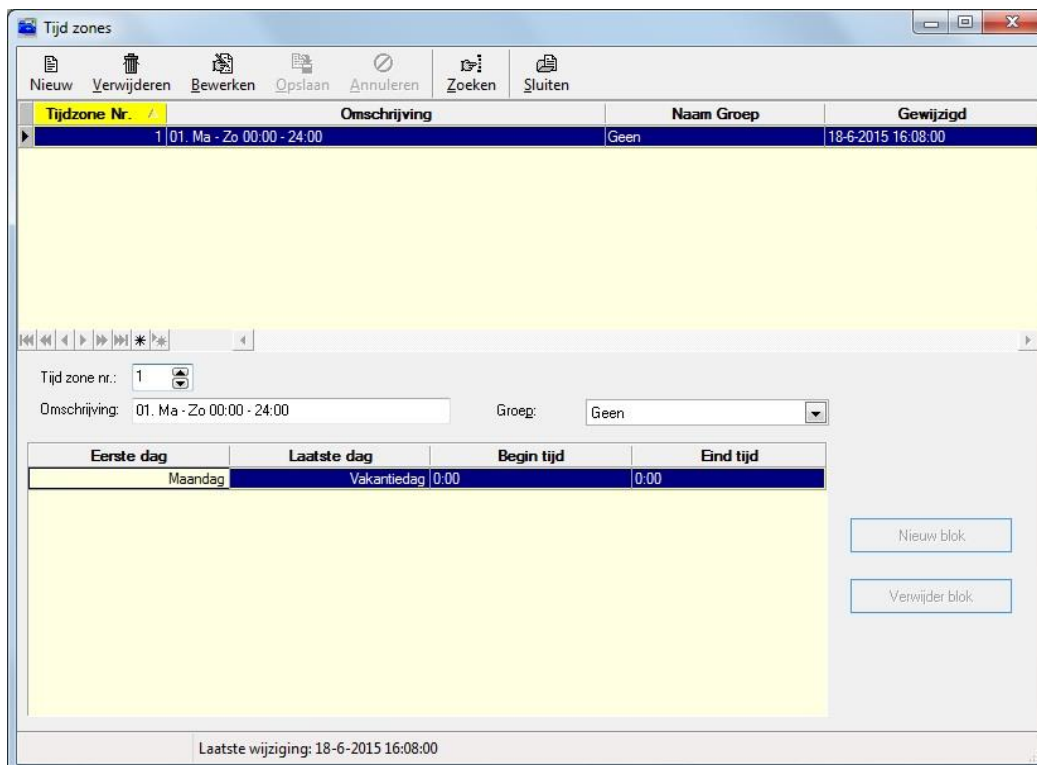 Tijd zones
Nieuw Verwijderen Bewerken Opslaan Annuleren Zoeken Sluiten
Tijdzone Nr. Omschrijving Naam Groep Gewijzigd
1 01. Ma - Zo 00:00 - 24:00 Geen 18-6-2015 16:08:00
Tijd zone nr.: 1
Omschrijving: 01. Ma - Zo 00:00 - 24:00 Groep: Geen
Eerste dag Laatste dag Begin tijd Eind tijd
Maandag Vakantiedag 0:00 0:00
Nieuw blok
Verwijder blok
Laatste wijziging: 18-6-2015 16:08:00